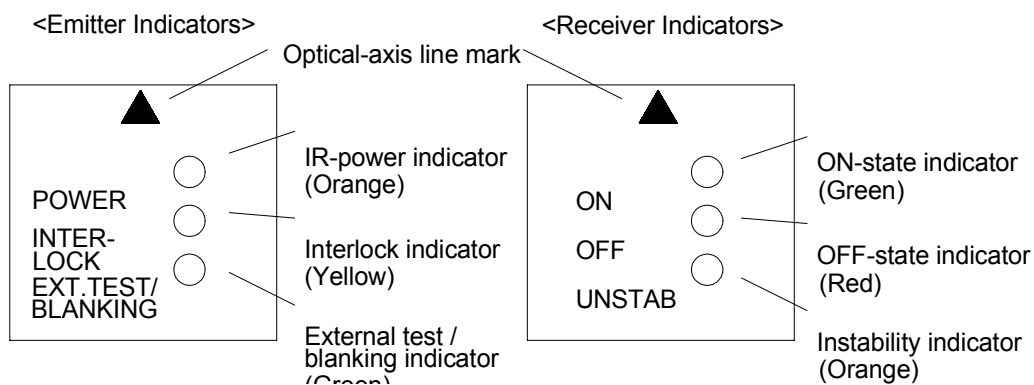 <Emitter Indicators>
<Receiver Indicators>
Optical-axis line mark
POWER
INTER-
LOCK
EXT.TEST/
BLANKING
IR-power indicator
(Orange)
Interlock indicator
(Yellow)
External test /
blanking indicator
(Green)
ON
OFF
UNSTAB
ON-state indicator
(Green)
OFF-state indicator
(Red)
Instability indicator
(Orange)